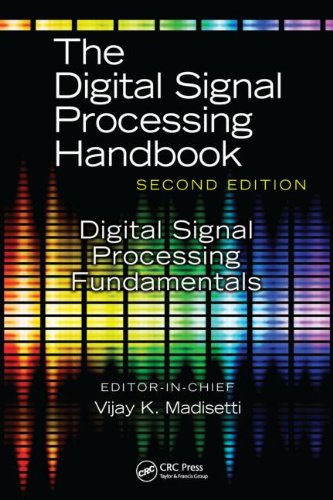 The
Digital Signal
Processing
Handbook
SECOND EDITION
Digital Signal
Processing
Fundamentals
EDITOR-IN-CHIEF
Vijay K. Madisetti
CRC
CRC Press
Taylor & Francis Group